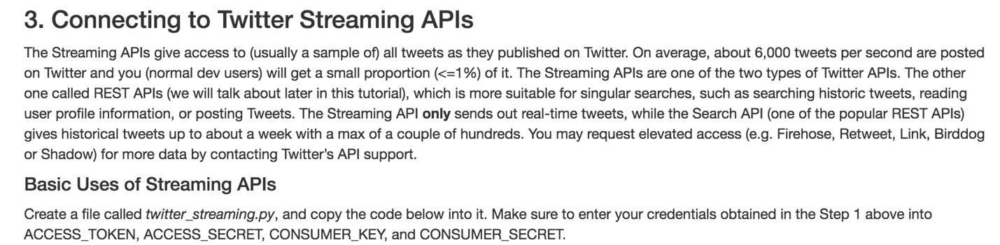 3. Connecting to Twitter Streaming APIs
The Streaming APIs give access to (usually a sample of) all tweets as they published on Twitter. On average, about 6,000 tweets per second are posted
on Twitter and you (normal dev users) will get a small proportion (<=1%) of it. The Streaming APIs are one of the two types of Twitter APIs. The other
one called REST APIs (we will talk about later in this tutorial), which is more suitable for singular searches, such as searching historic tweets, reading
user profile information, or posting Tweets. The Streaming API only sends out real-time tweets, while the Search API (one of the popular REST APIs)
gives historical tweets up to about a week with a max of a couple of hundreds. You may request elevated access (e.g. Firehose, Retweet, Link, Birddog
or Shadow) for more data by contacting Twitter's API support.
Basic Uses of Streaming APIs
Create a file called twitter_streaming.py, and copy the code below into it. Make sure to enter your credentials obtained in the Step 1 above into
ACCESS_TOKEN, ACCESS_SECRET, CONSUMER_KEY, and CONSUMER_SECRET.